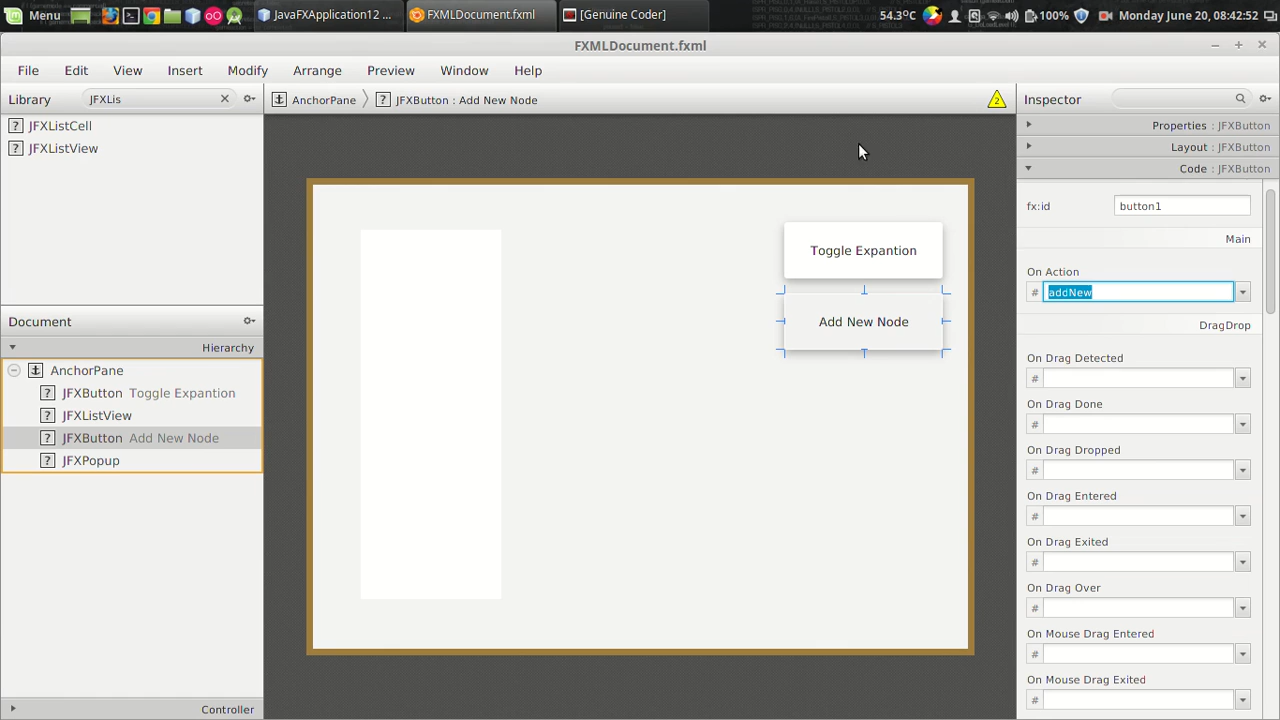 Menu
JavaFXApplication12 ...
FXMLDocument.fxml
[Genuine Coder]
54.3°C
100%
Monday June 20, 08:42:52
FXMLDocument.fxml
File Edit View Insert Modify Arrange Preview Window Help
Library JFXLis
AnchorPane
JFXButton : Add New Node
2
Inspector
JFXListCell
JFXListView
Properties : JFXButton
Layout : JFXButton
Code : JFXButton
fx:id button1
Main
On Action
# addNew
DragDrop
On Drag Detected
#
On Drag Done
#
On Drag Dropped
#
On Drag Entered
#
On Drag Exited
#
On Drag Over
#
On Mouse Drag Entered
#
On Mouse Drag Exited
#
Toggle Expantion
Add New Node
Document
Hierarchy
AnchorPane
? JFXButton Toggle Expantion
? JFXListView
? JFXButton Add New Node
? JFXPopup
Controller